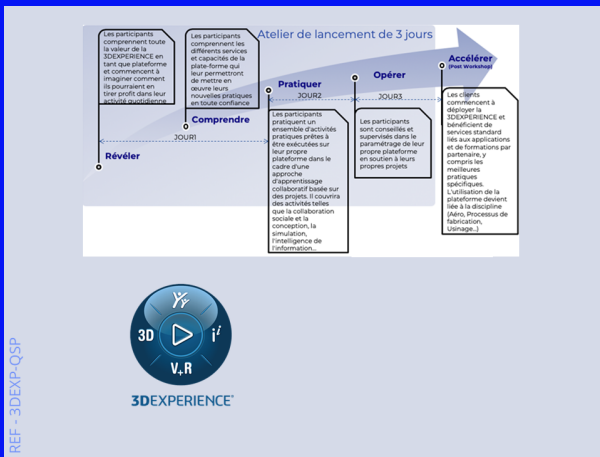 Atelier de lancement de 3 jours
Les participants
comprennent toute
la valeur de la
3DEXPERIENCE en
tant que plateforme
et commencent à
imaginer comment
ils pourraient en
tirer profit dans leur
activité quotidienne
Révéler
JOUR1
Les participants
comprennent les
différents services
et capacités de la
plate-forme qui
leur permettront
de mettre en
œuvre leurs
nouvelles pratiques
en toute confiance
Comprendre
Pratiquer
JOUR2
Les participants
pratiquent un
ensemble d'activités
pratiques prêtes à
être exécutées sur
leur propre
plateforme dans le
cadre d'une
approche
d'apprentissage
collaboratif basée sur
des projets. Il couvrira
des activités telles
que la collaboration
sociale et la
conception, la
simulation,
l'intelligence de
l'information...
Opérer
JOUR3
Les participants
sont conseillés et
supervisés dans le
paramétrage de leur
propre plateforme
en soutien à leurs
propres projets
Accélérer
(Post Workshop)
Les clients
commencent à
déployer la
3DEXPERIENCE et
bénéficient de
services standard
liés aux applications
et de formations par
partenaire, y
compris les
meilleures
pratiques
spécifiques.
L'utilisation de la
plateforme devient
liée à la discipline
(Aéro, Processus de
fabrication,
Usinage...)
3D
i i
V+R
3DEXPERIENCE
REF - 3DEXP-QSP